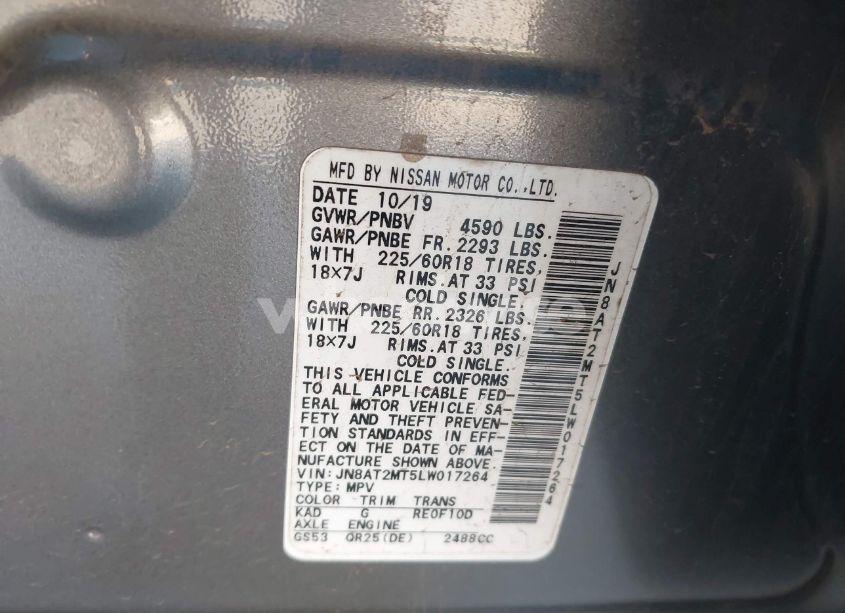 MFD BY NISSAN MOTOR CO.,LTD.
DATE 10/19
GVWR/PNBV 4590 LBS.
GAWR/PNBE FR. 2293 LBS.
WITH 225/60R18 TIRES,
18×7J RIMS.AT 33 PSI
COLD SINGLE.
GAWR/PNBE RR. 2326 LBS.
WITH 225/60R18 TIRES,
18×7J RIMS.AT 33 PSI
COLD SINGLE.
THIS VEHICLE CONFORMS
TO ALL APPLICABLE FED-
ERAL MOTOR VEHICLE SA-
FETY AND THEFT PREVEN-
TION STANDARDS IN EFF-
ECT ON THE DATE OF MA-
NUFACTURE SHOWN ABOVE.
VIN:JN8AT2MT5LW017264
TYPE:MPV
COLOR TRIM TRANS
KAD G RE0F10D
AXLE ENGINE
GS53 QR25(DE) 2488CC
JN8AT2MT5LW017264